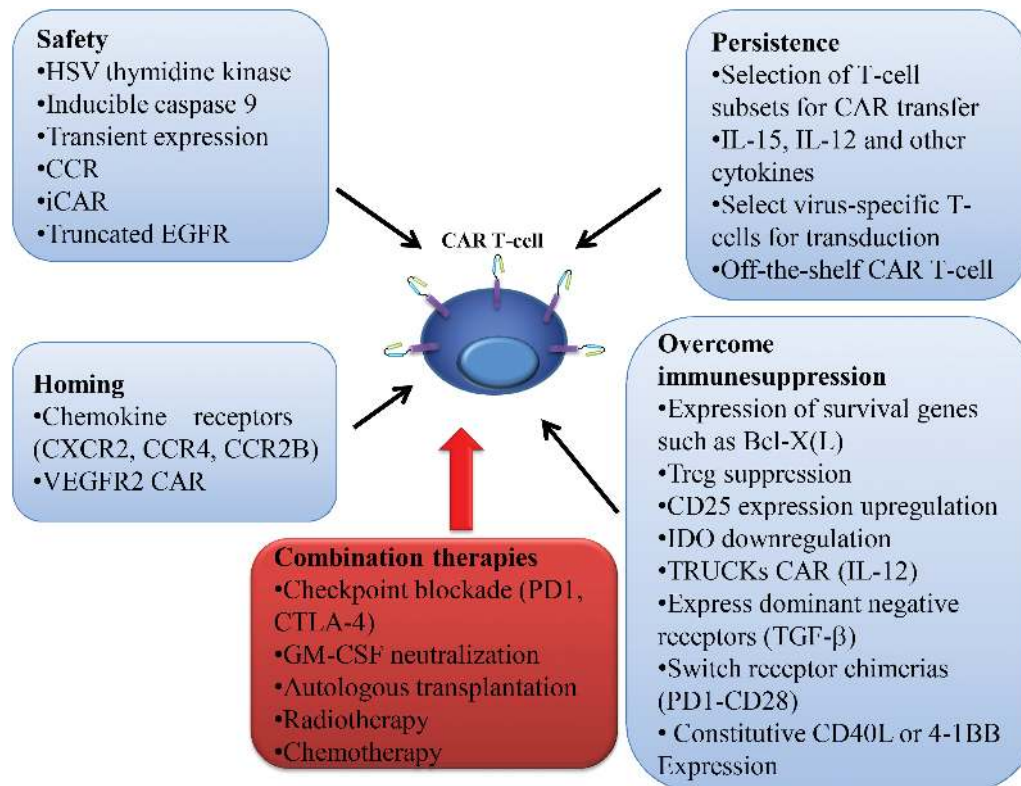 Safety
•HSV thymidine kinase
•Inducible caspase 9
•Transient expression
•CCR
•iCAR
•Truncated EGFR
Persistence
•Selection of T-cell
subsets for CAR transfer
•IL-15, IL-12 and other
cytokines
•Select virus-specific T-
cells for transduction
•Off-the-shelf CAR T-cell
CAR T-cell
Homing
•Chemokine receptors
(CXCR2, CCR4, CCR2B)
•VEGFR2 CAR
Overcome
immunesuppression
•Expression of survival genes
such as Bcl-X(L)
•Treg suppression
•CD25 expression upregulation
•IDO downregulation
•TRUCKs CAR (IL-12)
•Express dominant negative
receptors (TGF-β)
•Switch receptor chimerias
(PD1-CD28)
• Constitutive CD40L or 4-1BB
Expression
Combination therapies
•Checkpoint blockade (PD1,
CTLA-4)
•GM-CSF neutralization
•Autologous transplantation
•Radiotherapy
•Chemotherapy